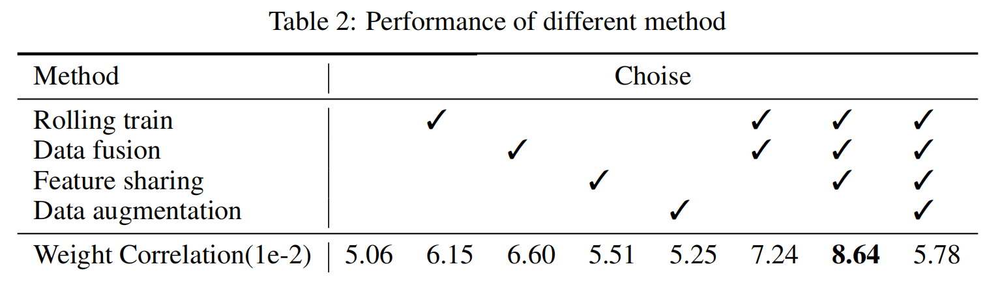 Table 2: Performance of different method
Method Choise
Rolling train ✓ ✓ ✓ ✓
Data fusion ✓ ✓ ✓ ✓
Feature sharing ✓ ✓ ✓
Data augmentation ✓ ✓
Weight Correlation(1e-2) 5.06 6.15 6.60 5.51 5.25 7.24 8.64 5.78